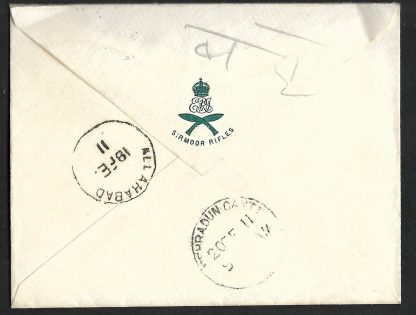 SIRMOOR RIFLES
ALLAHABAD
18 FE.
11
DEHRADUN CANTT
20 FE
11